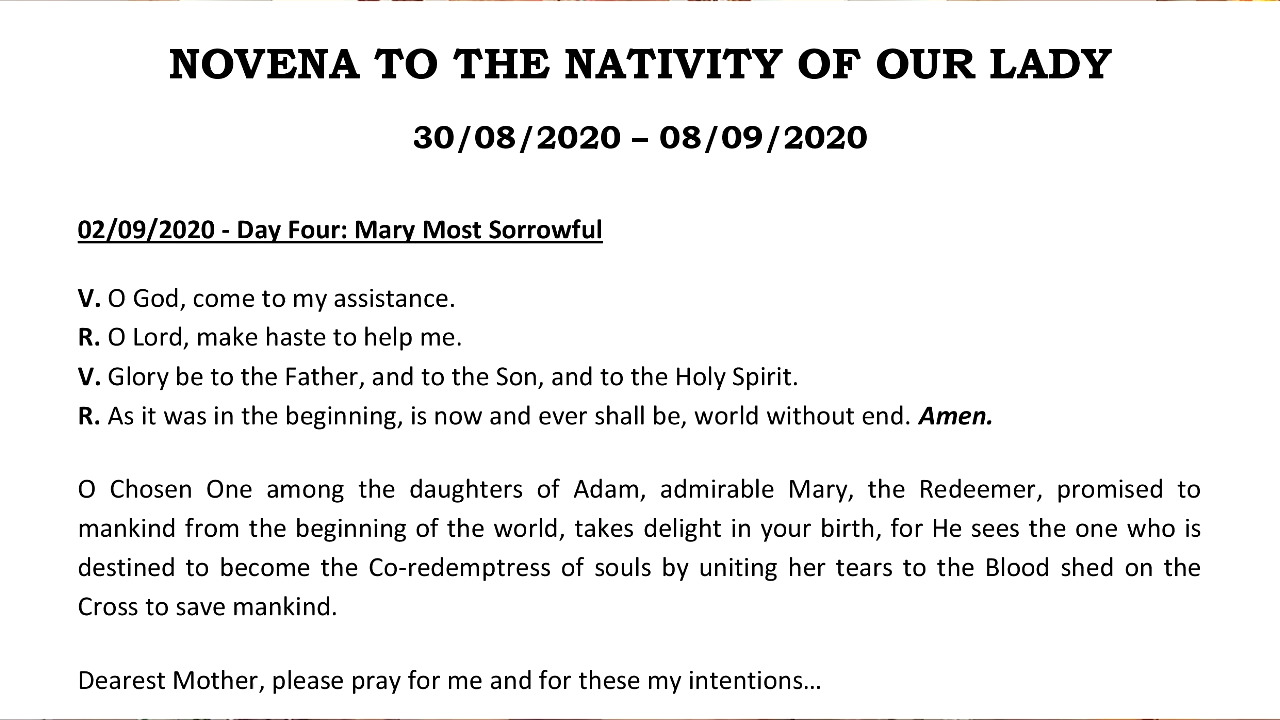 NOVENA TO THE NATIVITY OF OUR LADY
30/08/2020 – 08/09/2020
02/09/2020 - Day Four: Mary Most Sorrowful
V. O God, come to my assistance.
R. O Lord, make haste to help me.
V. Glory be to the Father, and to the Son, and to the Holy Spirit.
R. As it was in the beginning, is now and ever shall be, world without end. Amen.
O Chosen One among the daughters of Adam, admirable Mary, the Redeemer, promised to
mankind from the beginning of the world, takes delight in your birth, for He sees the one who is
destined to become the Co-redemptress of souls by uniting her tears to the Blood shed on the
Cross to save mankind.
Dearest Mother, please pray for me and for these my intentions…